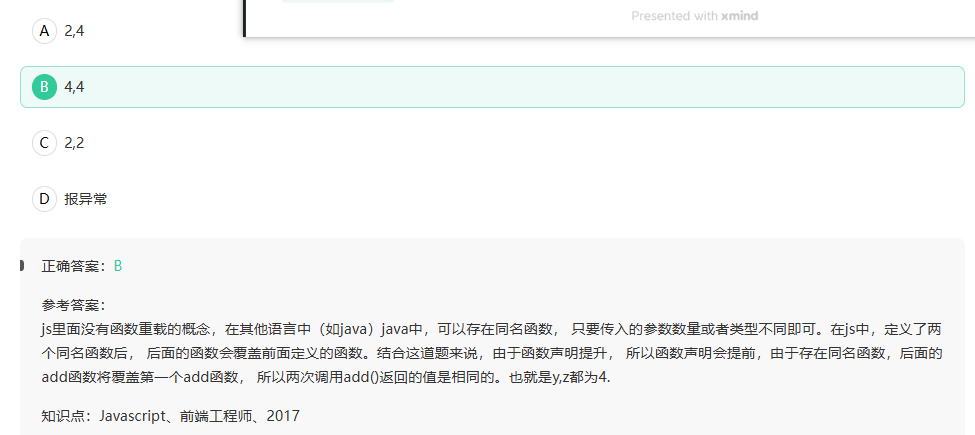 Presented with xmind
A 2,4
B 4,4
C 2,2
D 报异常
正确答案：B
参考答案：
js里面没有函数重载的概念，在其他语言中（如java）java中，可以存在同名函数， 只要传入的参数数量或者类型不同即可。在js中，定义了两
个同名函数后， 后面的函数会覆盖前面定义的函数。结合这道题来说，由于函数声明提升， 所以函数声明会提前，由于存在同名函数，后面的
add函数将覆盖第一个add函数， 所以两次调用add()返回的值是相同的。也就是y,z都为4.
知识点：Javascript、前端工程师、2017